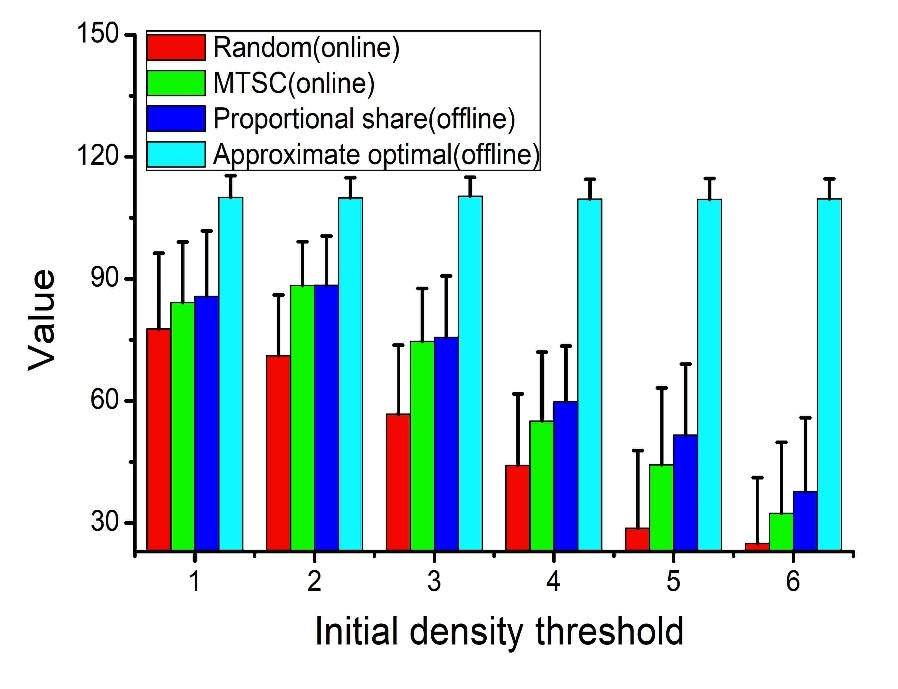 150
120
90
60
30
Value
Random(online)
MTSC(online)
Proportional share(offline)
Approximate optimal(offline)
1 2 3 4 5 6
Initial density threshold